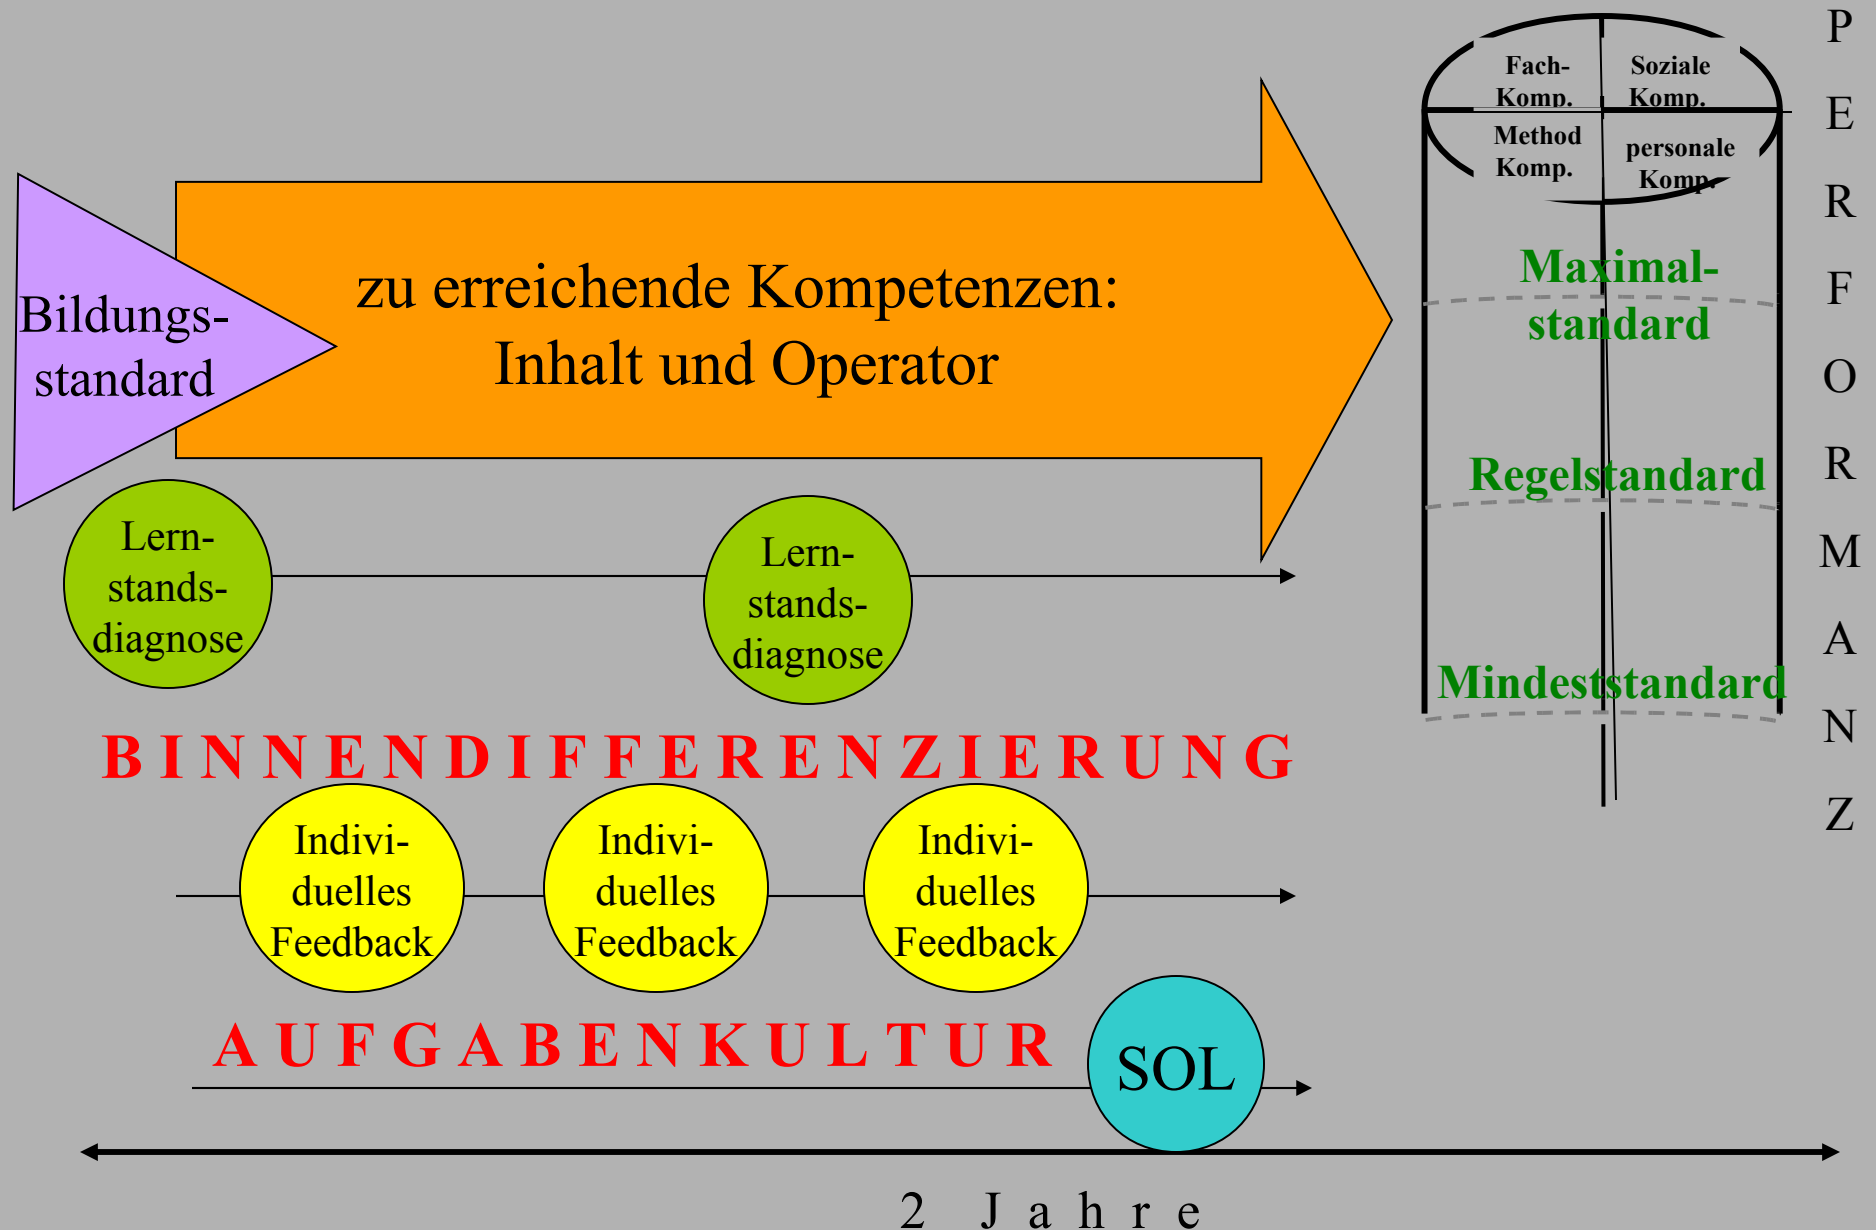 Bildungs-
standard
zu erreichende Kompetenzen:
Inhalt und Operator
Fach-
Komp.
Soziale
Komp.
Method
Komp.
personale
Komp.
Maximal-
standard
Regelstandard
Mindeststandard
P
E
R
F
O
R
M
A
N
Z
Lern-
stands-
diagnose
Lern-
stands-
diagnose
B I N N E N D I F F E R E N Z I E R U N G
Indivi-
duelles
Feedback
Indivi-
duelles
Feedback
Indivi-
duelles
Feedback
A U F G A B E N K U L T U R
SOL
2 J a h r e